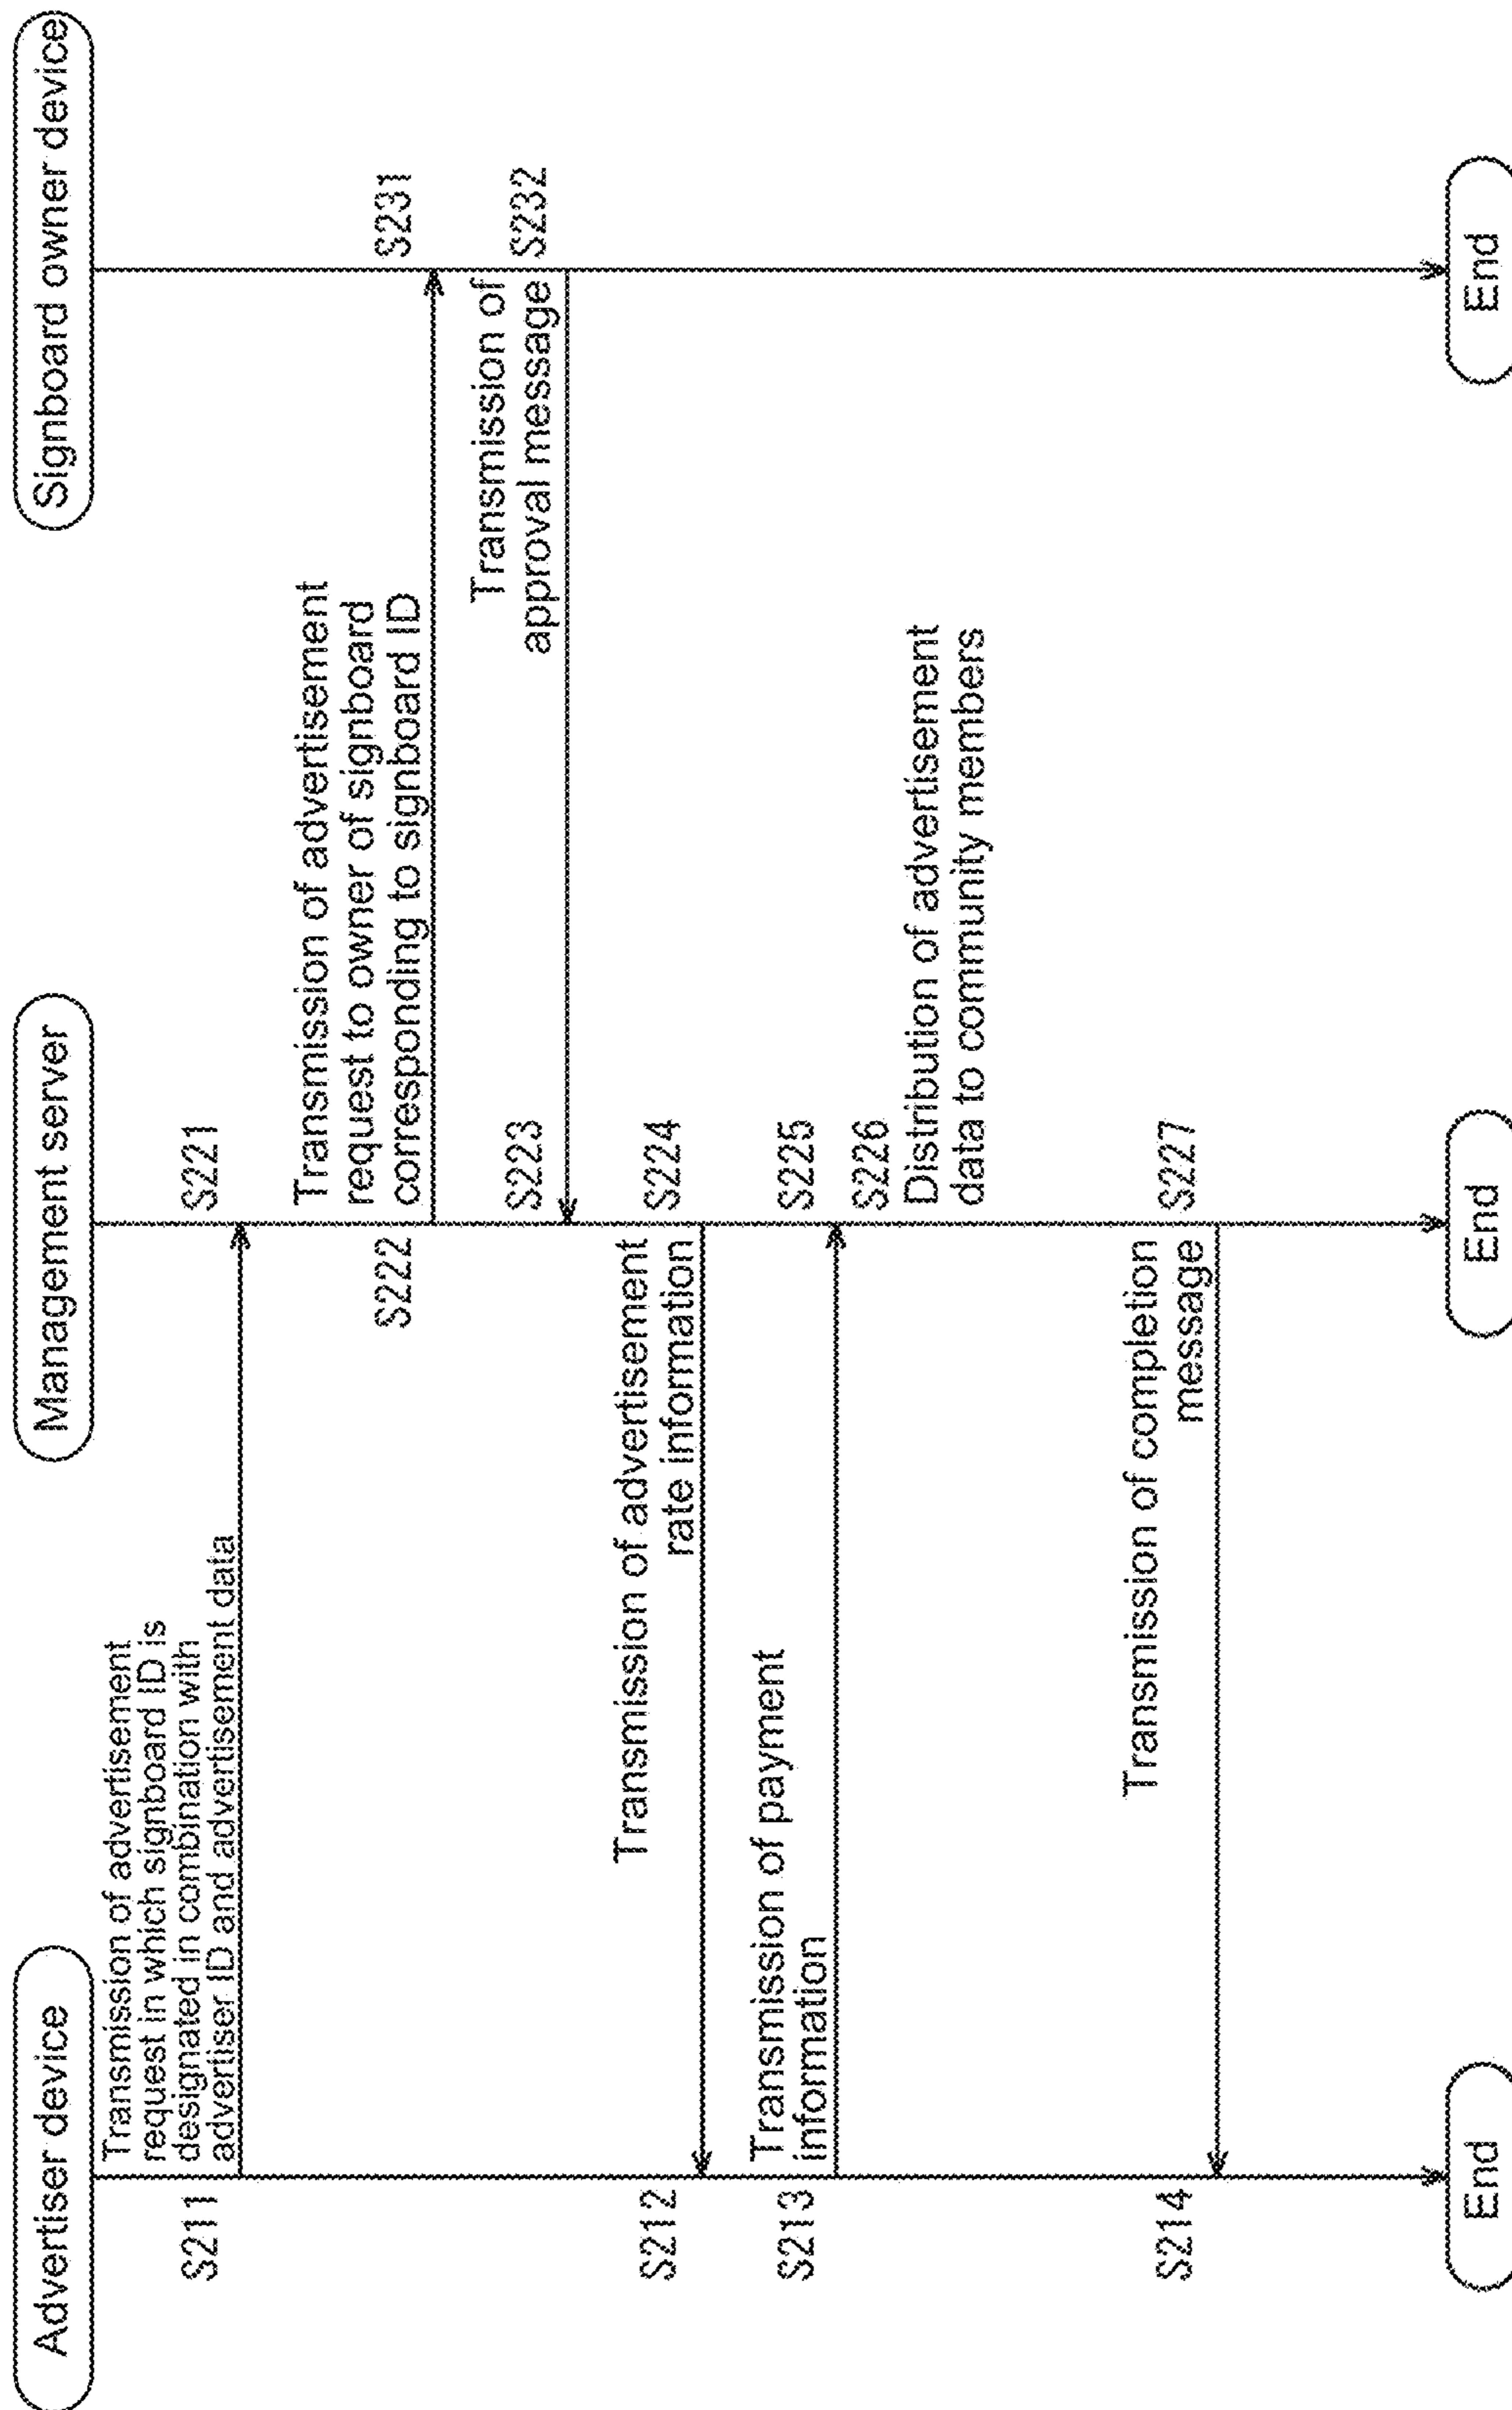 Advertiser device
Management server
Signboard owner device
Transmission of advertisement
request in which signboard ID is
designated in combination with
advertiser ID and advertisement data
S211
S221
Transmission of advertisement
request to owner of signboard
corresponding to signboard ID
S222
S231
Transmission of
approval message
S223
S232
Transmission of advertisement
rate information
S212
S224
Transmission of payment
information
S213
S225
S226
Distribution of advertisement
data to community members
Transmission of completion
message
S214
S227
End
End
End